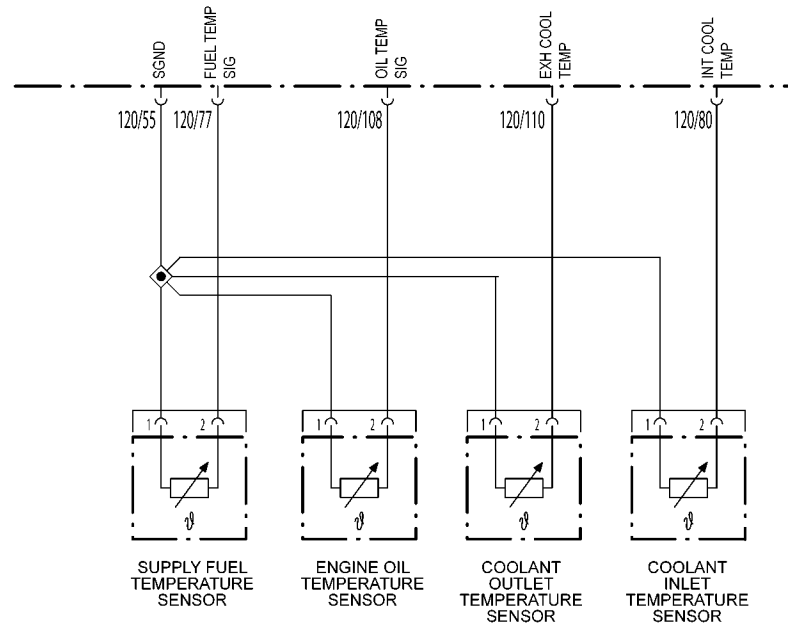 SGND
FUEL TEMP
SIG
OIL TEMP
SIG
EXH COOL
TEMP
INT COOL
TEMP
120/55
120/77
120/108
120/110
120/80
1 2
1 2
1 2
1 2
ϑ
ϑ
ϑ
ϑ
SUPPLY FUEL
TEMPERATURE
SENSOR
ENGINE OIL
TEMPERATURE
SENSOR
COOLANT
OUTLET
TEMPERATURE
SENSOR
COOLANT
INLET
TEMPERATURE
SENSOR